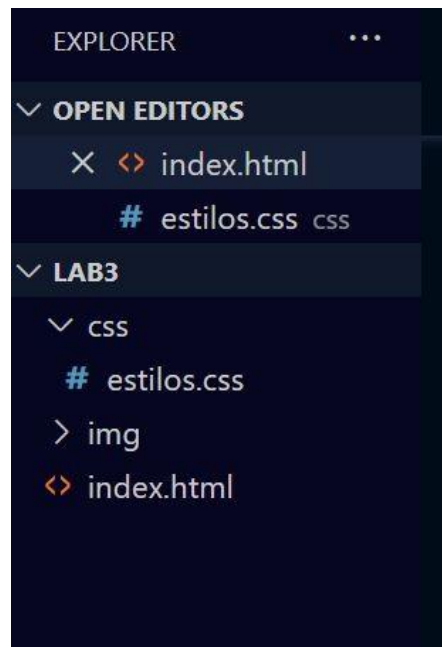 EXPLORER ...
OPEN EDITORS
index.html
# estilos.css css
LAB3
css
# estilos.css
img
<> index.html